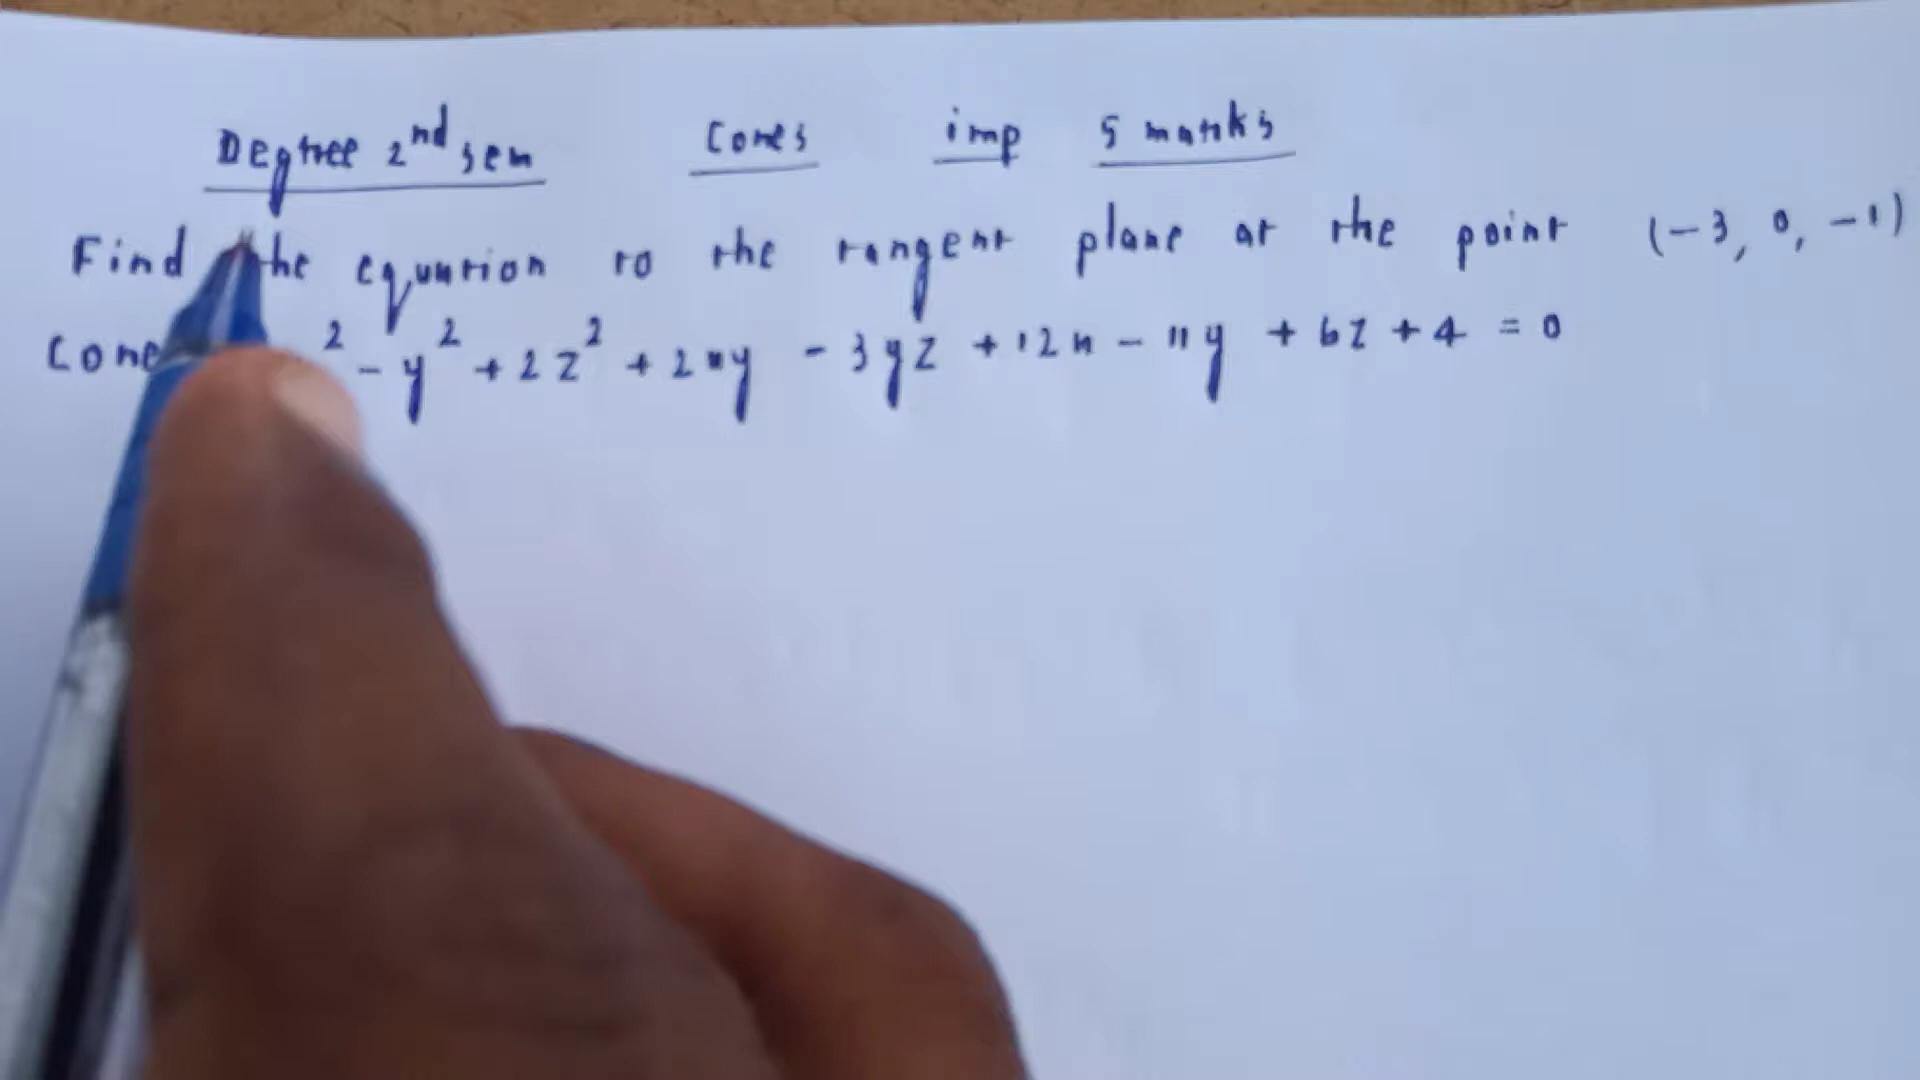 Degree 2nd sem Cones imp 5 marks
Find the equation to the tangent plane at the point (-3, 0, -1)
Cone ² - y² + 2z² + 2xy - 3yz + 12x - 11y + 6z + 4 = 0